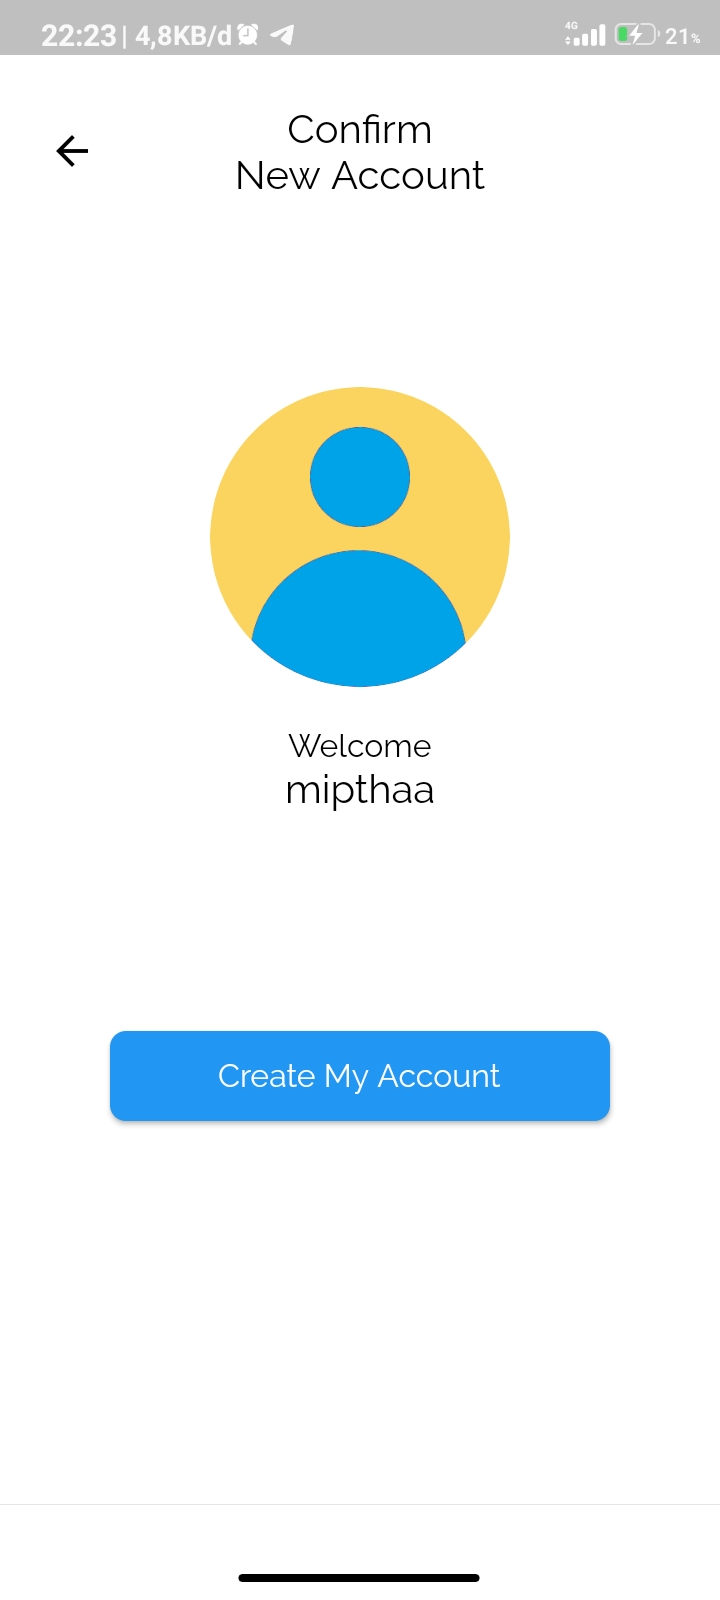 22:23 | 4,8KB/d
4G
21%
Confirm
New Account
Welcome
mipthaa
Create My Account